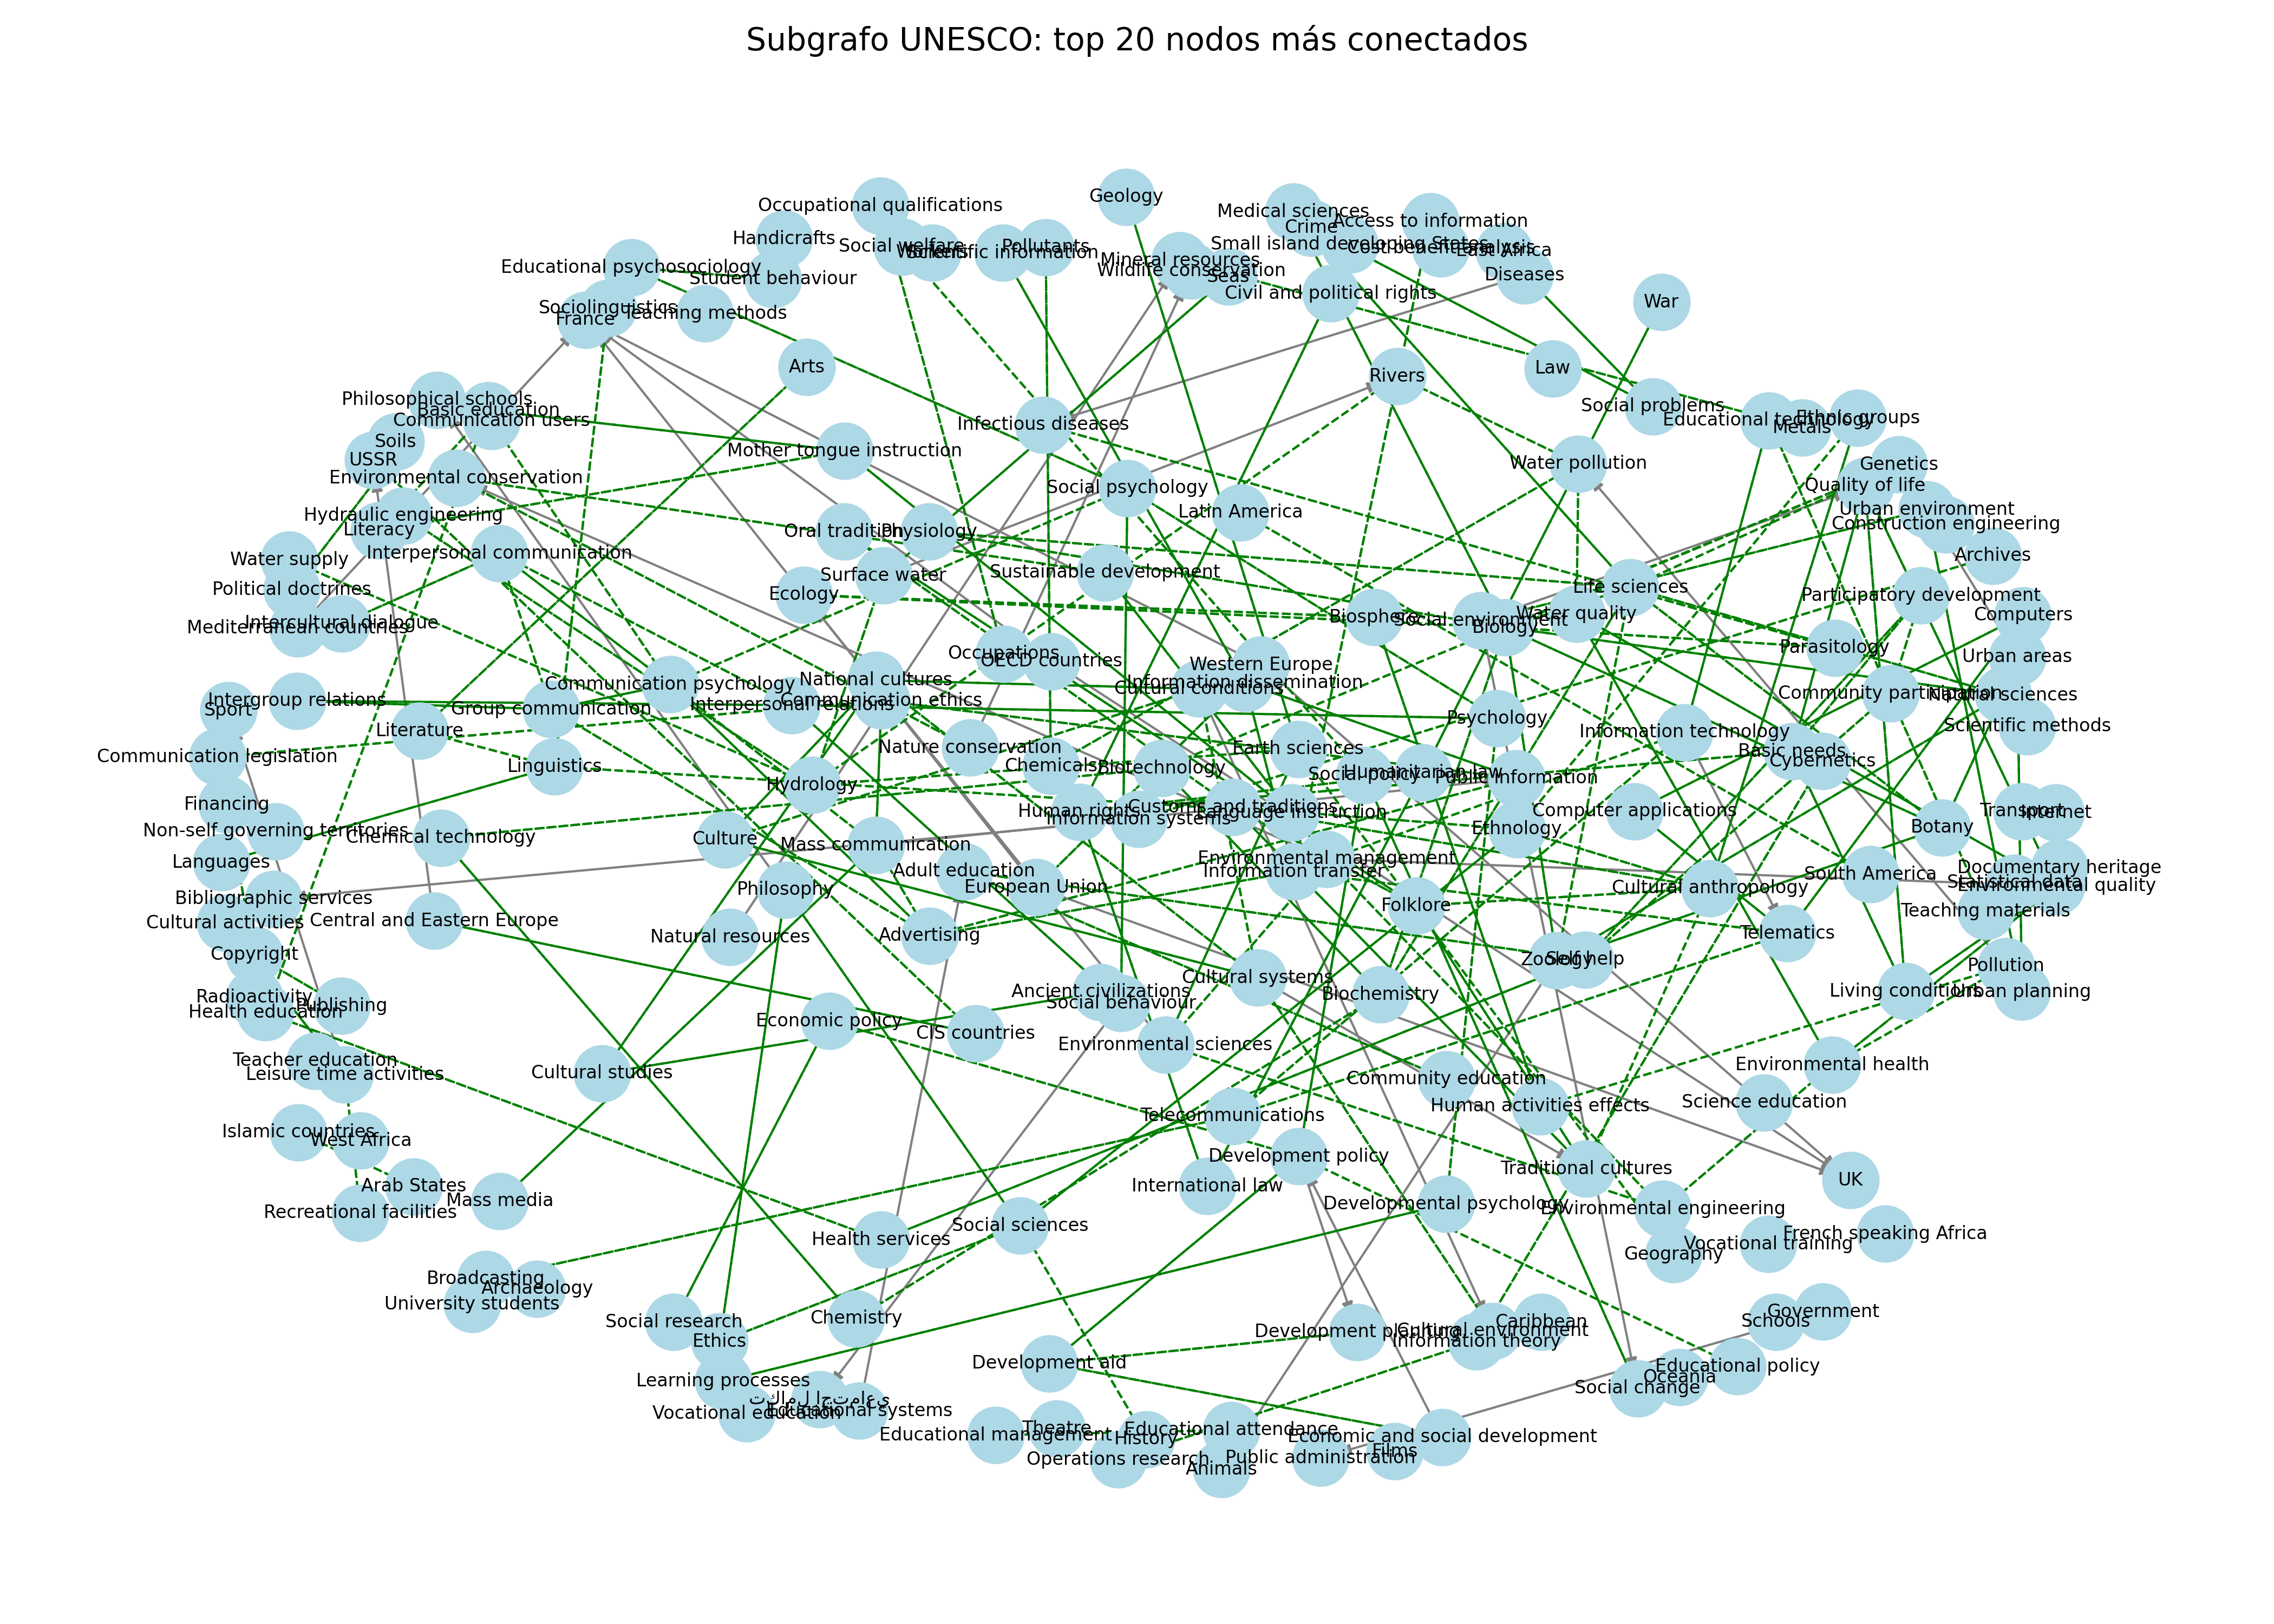 Subgrafo UNESCO: top 20 nodos más conectados
Geology
Occupational qualifications
Medical sciences
Crime
Access to information
Handicrafts
Social welfare
Workers
Scientific information
Pollutants
Small island developing States
Cost benefit analysis
East Africa
Mineral resources
Wildlife conservation
Seas
Educational psychosociology
Student behaviour
Diseases
Civil and political rights
War
Sociolinguistics
France
Teaching methods
Arts
Law
Rivers
Philosophical schools
Basic education
Communication users
Social problems
Educational technology
Ethnic groups
Metals
Infectious diseases
Soils
USSR
Mother tongue instruction
Water pollution
Genetics
Environmental conservation
Social psychology
Quality of life
Latin America
Urban environment
Hydraulic engineering
Literacy
Oral tradition
Physiology
Construction engineering
Interpersonal communication
Archives
Water supply
Surface water
Sustainable development
Life sciences
Political doctrines
Ecology
Participatory development
Intercultural dialogue
Mediterranean countries
Biosphere
Social environment
Water quality
Biology
Computers
Occupations
OECD countries
Western Europe
Parasitology
Urban areas
National cultures
Communication psychology
Information dissemination
Cultural conditions
Community participation
Natural sciences
Intergroup relations
Sport
Group communication
Interpersonal relations
Communication ethics
Psychology
Scientific methods
Literature
Information technology
Communication legislation
Linguistics
Nature conservation
Earth sciences
Basic needs
Cybernetics
Chemicals
Biotechnology
Hydrology
Social policy
Humanitarian law
Public information
Financing
Human rights
Customs and traditions
Language instruction
Information systems
Computer applications
Transport
Internet
Non-self governing territories
Chemical technology
Culture
Mass communication
Ethnology
Botany
Languages
Adult education
Environmental management
Information transfer
European Union
Philosophy
Cultural anthropology
South America
Documentary heritage
Statistical data
Environmental quality
Bibliographic services
Cultural activities
Central and Eastern Europe
Folklore
Teaching materials
Natural resources
Advertising
Telematics
Copyright
Zoology
Self help
Pollution
Cultural systems
Ancient civilizations
Social behaviour
Biochemistry
Living conditions
Urban planning
Radioactivity
Health education
Publishing
Economic policy
CIS countries
Environmental sciences
Teacher education
Leisure time activities
Cultural studies
Community education
Environmental health
Human activities effects
Science education
Telecommunications
Islamic countries
West Africa
Development policy
Traditional cultures
UK
Arab States
Mass media
International law
Recreational facilities
Developmental psychology
Environmental engineering
Social sciences
Health services
Geography
Vocational training
French speaking Africa
Broadcasting
Archaeology
University students
Social research
Ethics
Chemistry
Development planning
Cultural environment
Caribbean
Information theory
Schools
Government
Development aid
Learning processes
Educational policy
Oceania
Social change
تكامل اجتماعي
Vocational education
Educational systems
Educational management
Theatre
History
Educational attendance
Economic and social development
Films
Operations research
Public administration
Animals